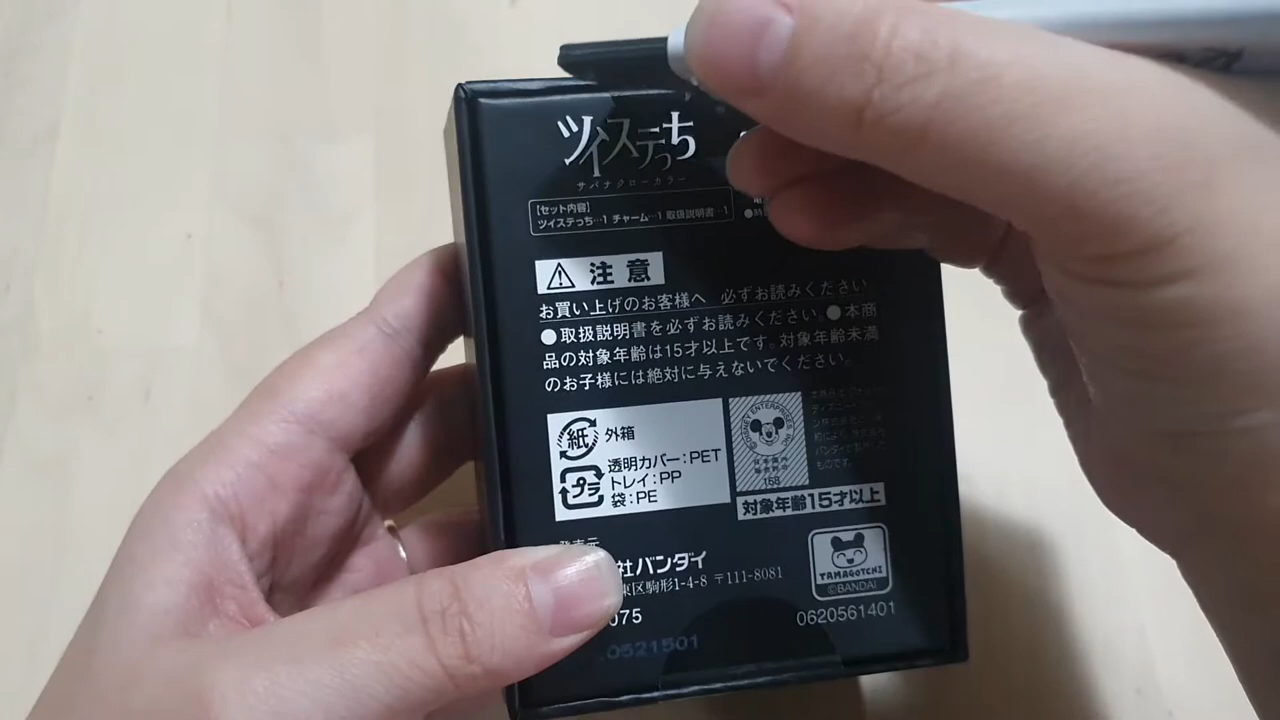 ツイステっち
サバナクローカラー
【セット内容】
ツイステっち…1 チャーム…1 取扱説明書…1
注意
お買い上げのお客様へ 必ずお読みください
●取扱説明書を必ずお読みください。●本商
品の対象年齢は15才以上です。対象年齢未満
のお子様には絶対に与えないでください。
紙 外箱
プラ 透明カバー:PET
トレイ:PP
袋:PE
168
対象年齢15才以上
発売元
社バンダイ
東区駒形1-4-8 〒111-8081
075
TAMAGOTCHI
©BANDAI
0620561401
0521501